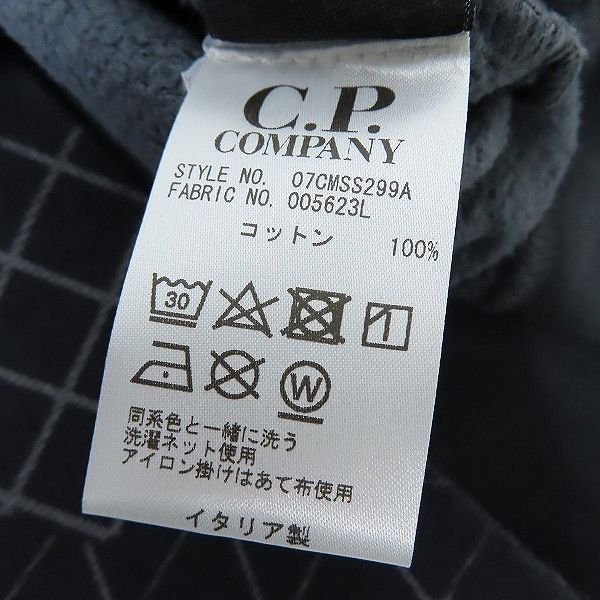 C.P.
COMPANY
STYLE NO. 07CMSS299A
FABRIC NO. 005623L
コットン 100%
30
W
同系色と一緒に洗う
洗濯ネット使用
アイロン掛けはあて布使用
イタリア製